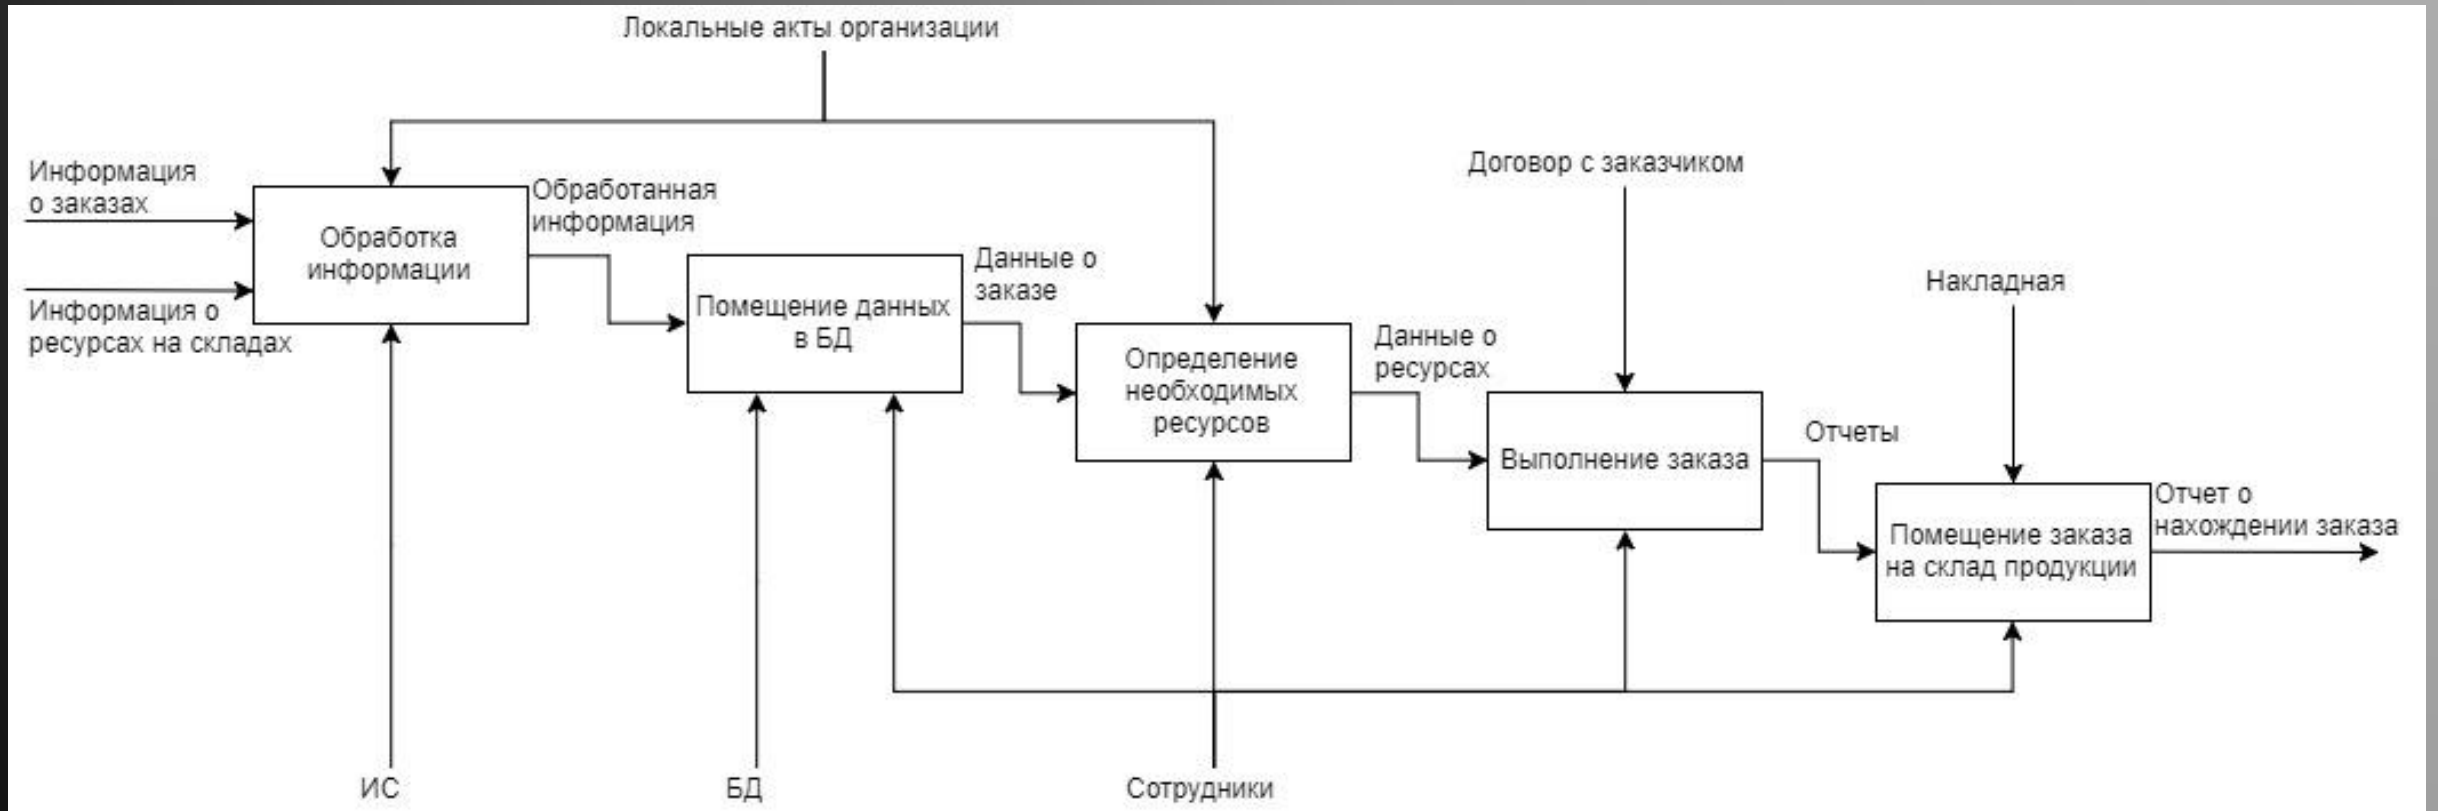 Локальные акты организации
Информация
о заказах
Информация о
ресурсах на складах
Обработка
информации
Обработанная
информация
Помещение данных
в БД
Данные о
заказе
Определение
необходимых
ресурсов
Данные о
ресурсах
Договор с заказчиком
Выполнение заказа
Отчеты
Накладная
Помещение заказа
на склад продукции
Отчет о
нахождении заказа
ИС
БД
Сотрудники